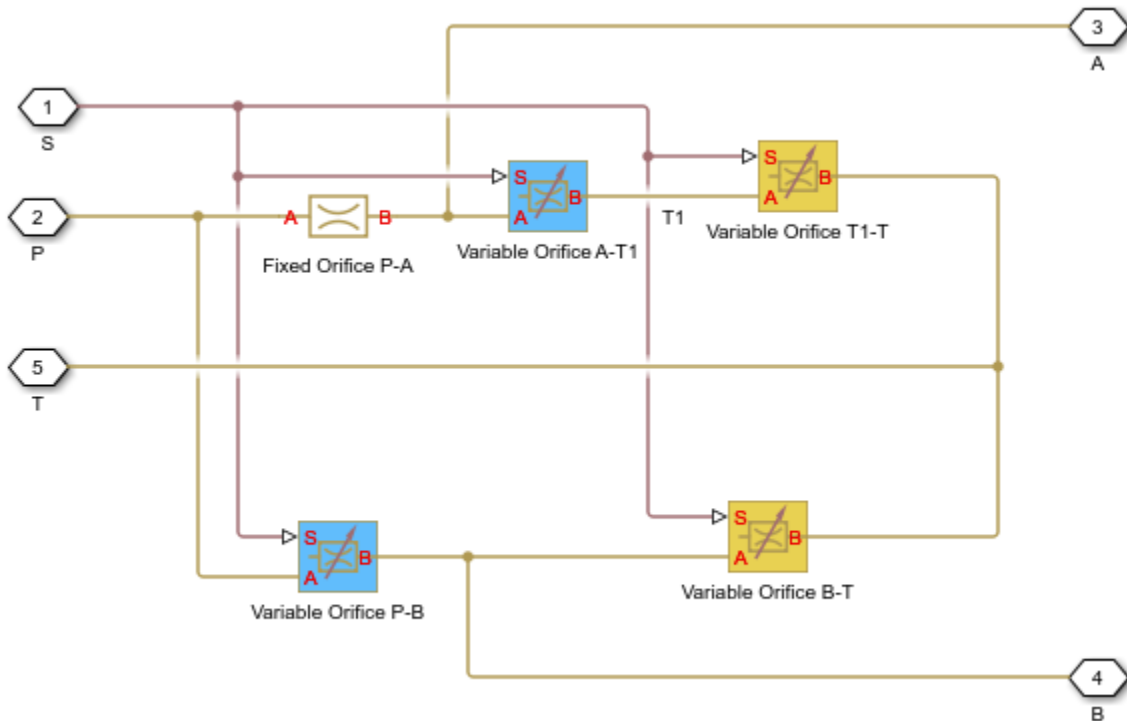 3
A
1
S
S
B
A
S
B
A
2
P
A
B
T1
Variable Orifice T1-T
Variable Orifice A-T1
Fixed Orifice P-A
5
T
S
B
A
Variable Orifice B-T
S
B
A
Variable Orifice P-B
4
B